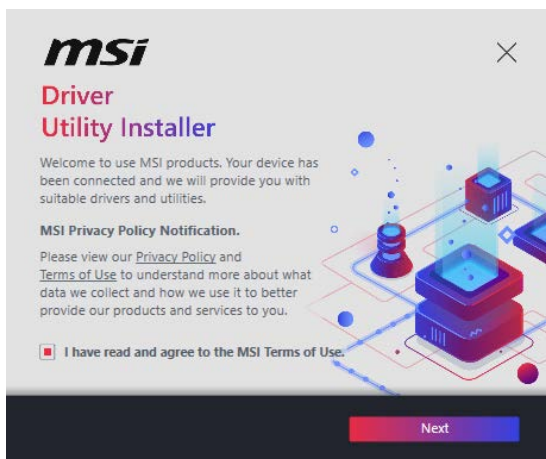 msi
Driver
Utility Installer
Welcome to use MSI products. Your device has
been connected and we will provide you with
suitable drivers and utilities.
MSI Privacy Policy Notification.
Please view our Privacy Policy and
Terms of Use to understand more about what
data we collect and how we use it to better
provide our products and services to you.
I have read and agree to the MSI Terms of Use.
Next